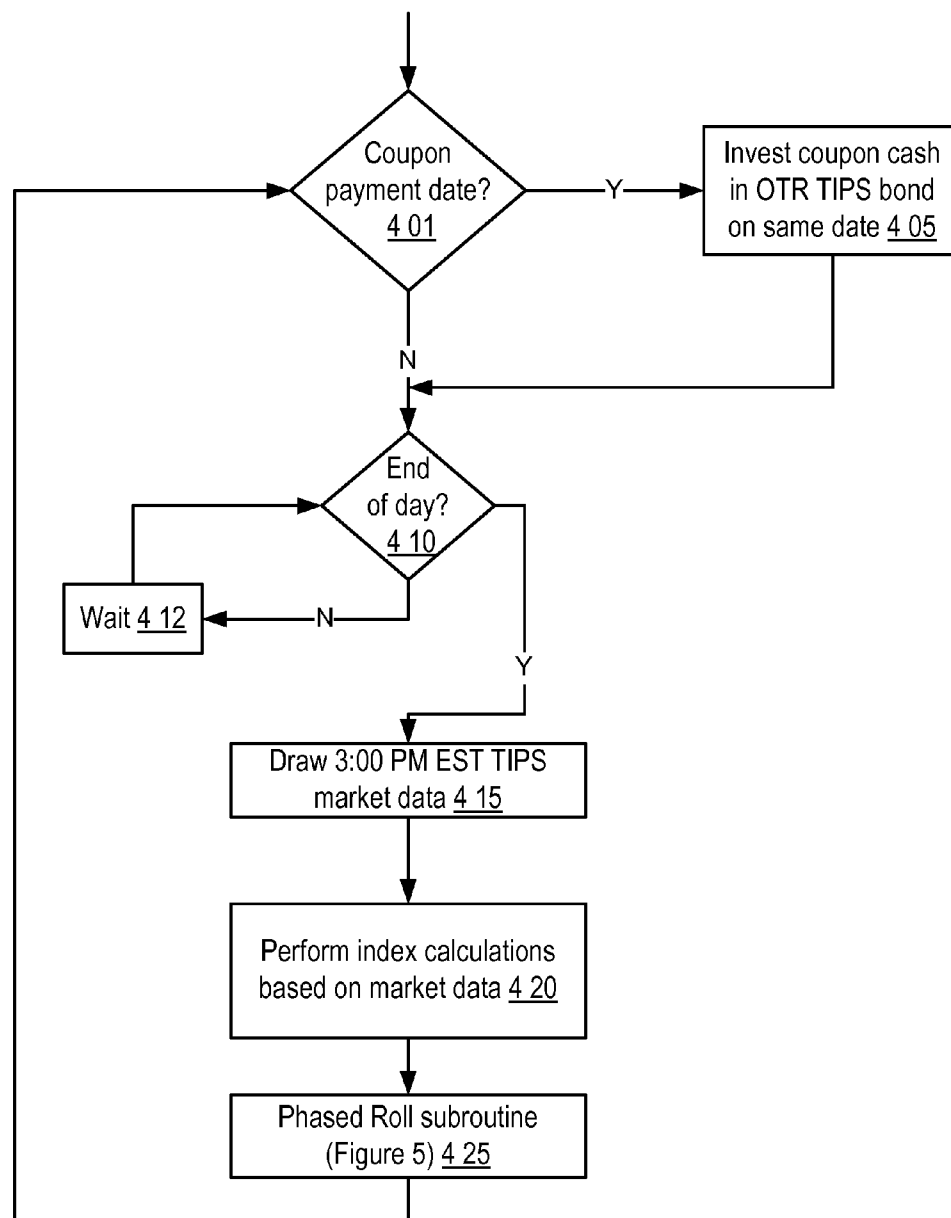 Coupon
payment date?
4 01
Y
Invest coupon cash
in OTR TIPS bond
on same date 4 05
N
End
of day?
4 10
Wait 4 12
N
Y
Draw 3:00 PM EST TIPS
market data 4 15
Perform index calculations
based on market data 4 20
Phased Roll subroutine
(Figure 5) 4 25